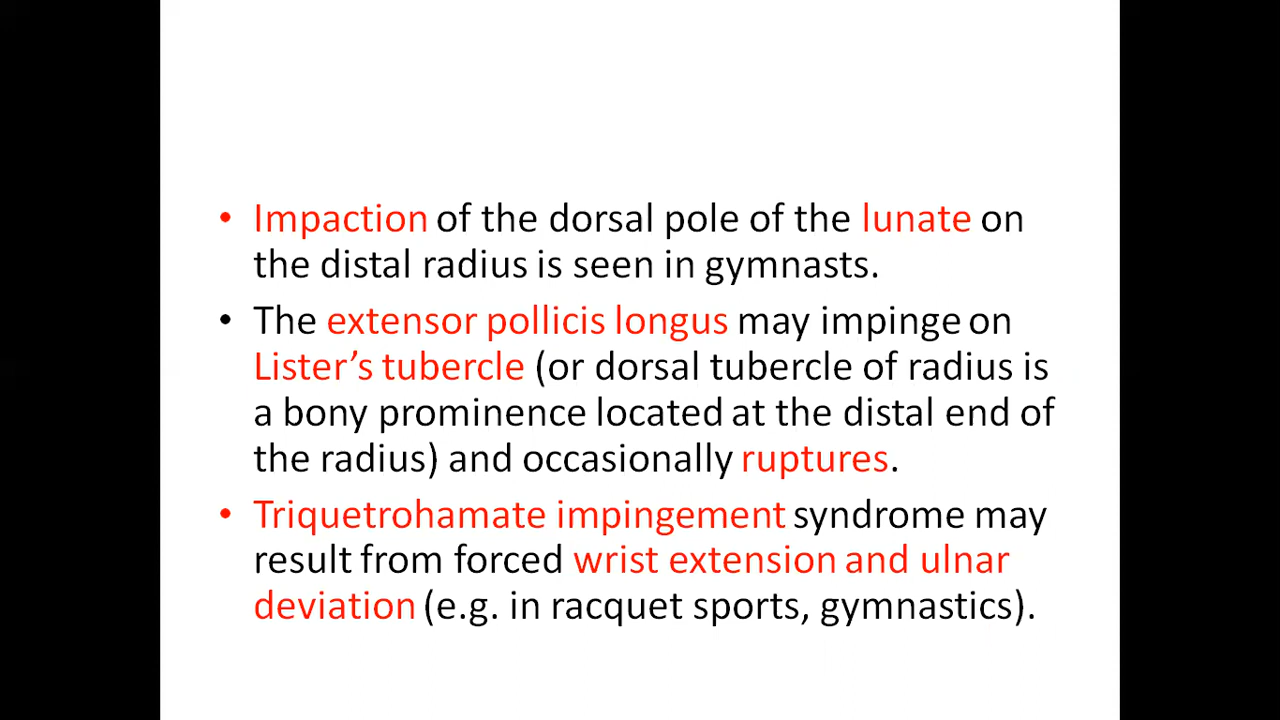 • Impaction of the dorsal pole of the lunate on
the distal radius is seen in gymnasts.
• The extensor pollicis longus may impinge on
Lister’s tubercle (or dorsal tubercle of radius is
a bony prominence located at the distal end of
the radius) and occasionally ruptures.
• Triquetrohamate impingement syndrome may
result from forced wrist extension and ulnar
deviation (e.g. in racquet sports, gymnastics).